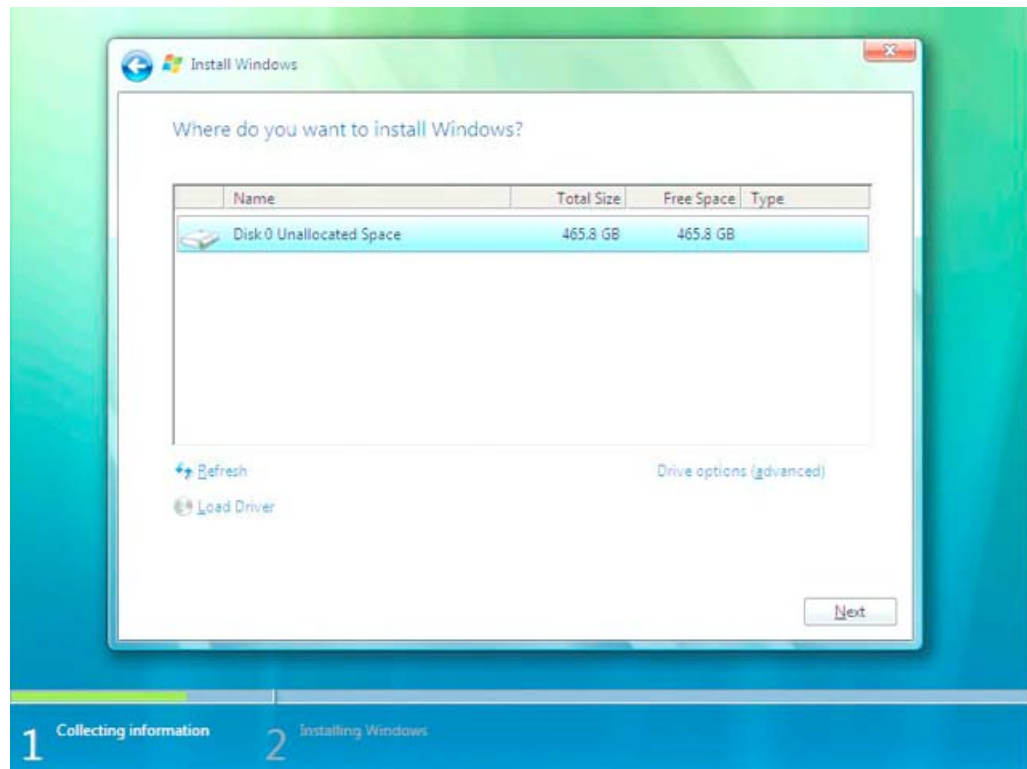 Install Windows
Where do you want to install Windows?
Name Total Size Free Space Type
Disk 0 Unallocated Space 465.8 GB 465.8 GB
Refresh Drive options (advanced)
Load Driver
Next
1 Collecting information 2 Installing Windows